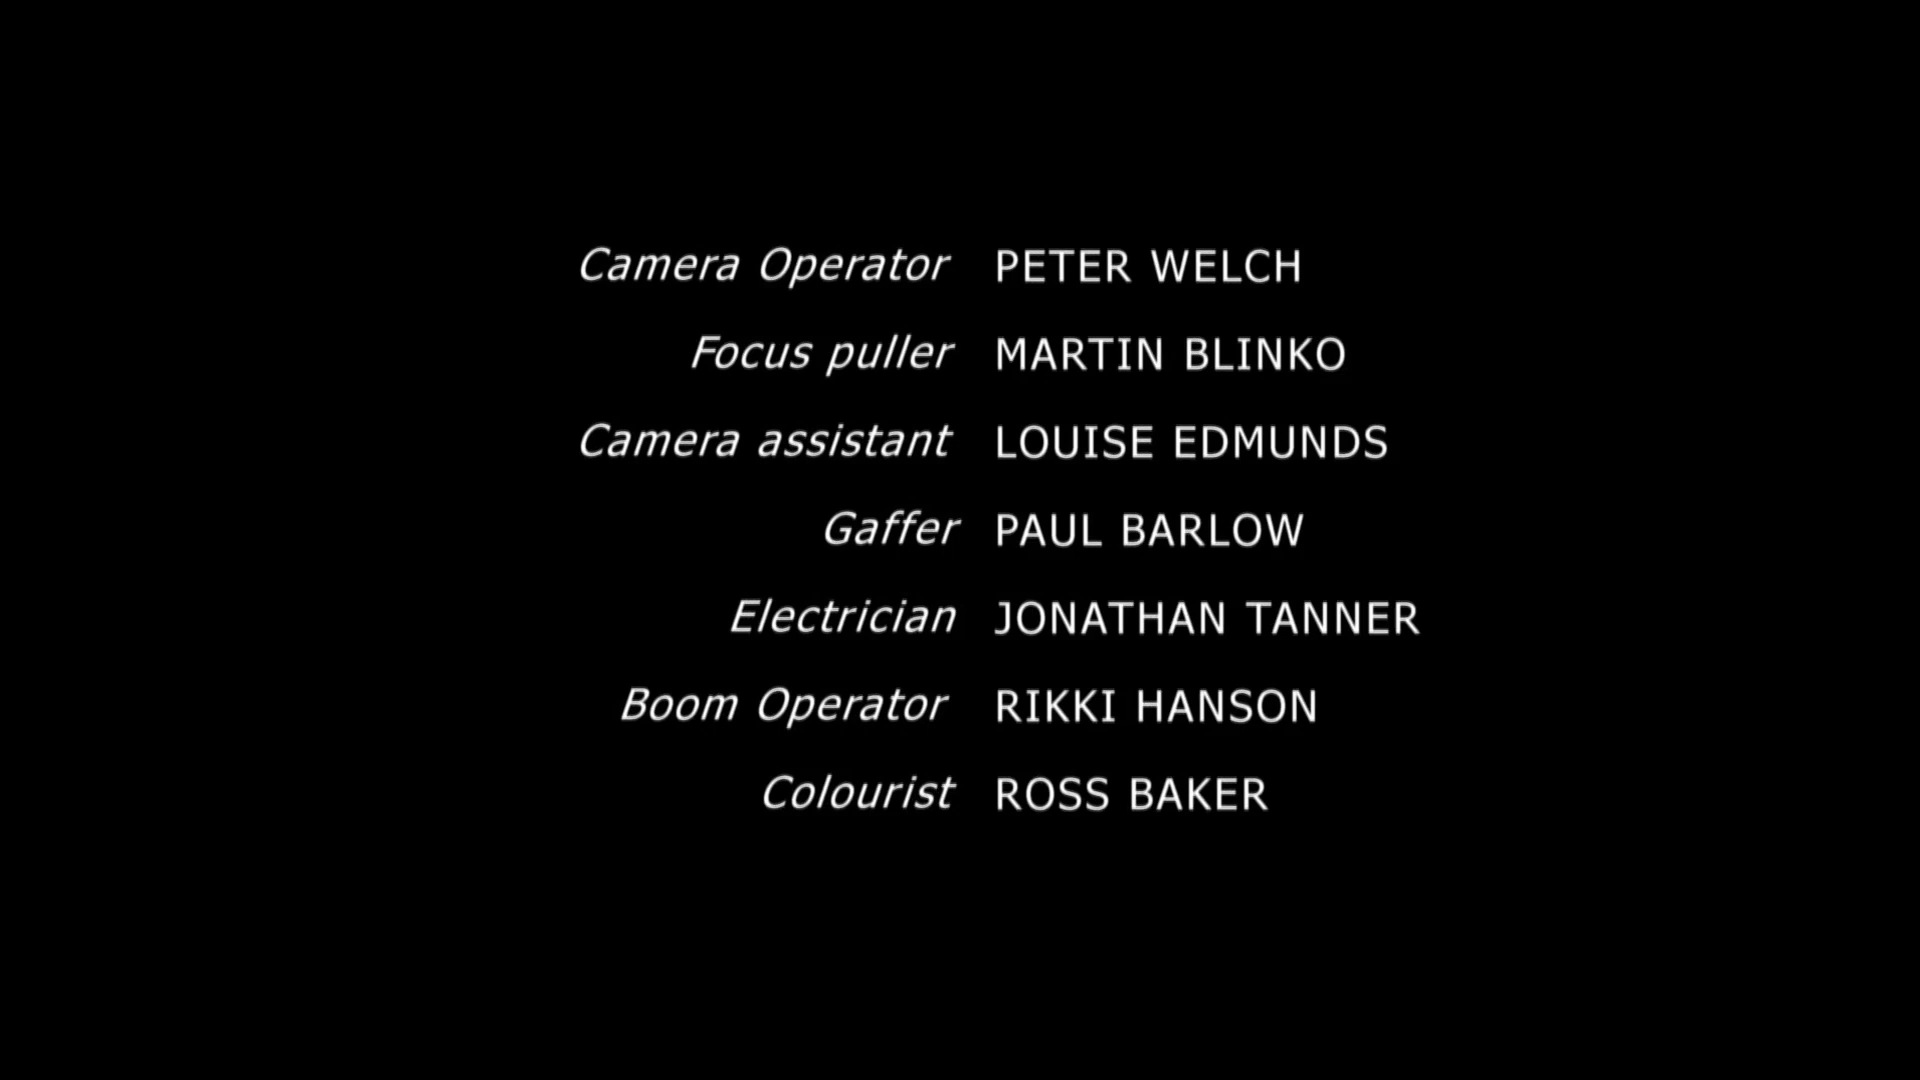 Camera Operator PETER WELCH
Focus puller MARTIN BLINKO
Camera assistant LOUISE EDMUNDS
Gaffer PAUL BARLOW
Electrician JONATHAN TANNER
Boom Operator RIKKI HANSON
Colourist ROSS BAKER